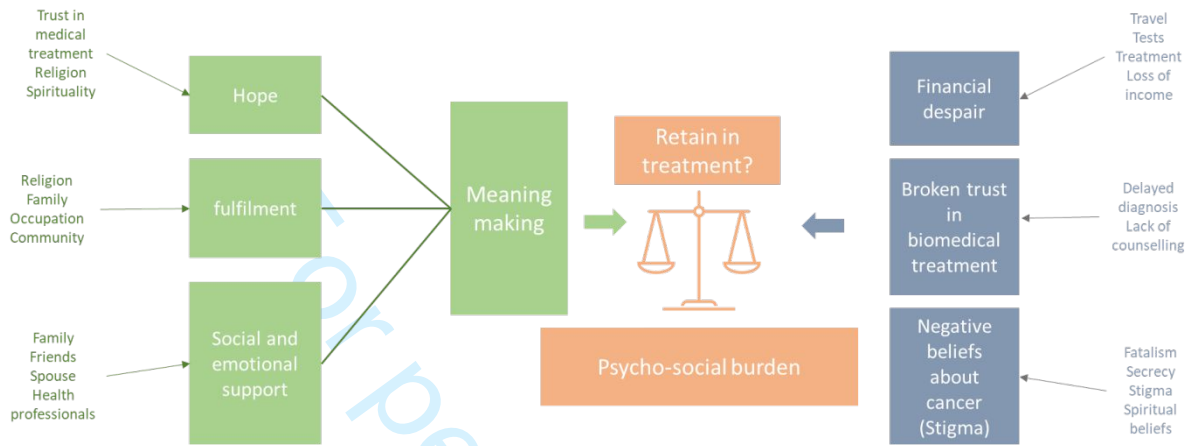 Trust in
medical
treatment
Religion
Spirituality
Hope
Religion
Family
Occupation
Community
fulfilment
Family
Friends
Spouse
Health
professionals
Social and
emotional
support
Meaning
making
Retain in
treatment?
Psycho-social burden
Financial
despair
Travel
Tests
Treatment
Loss of
income
Broken trust
in
biomedical
treatment
Delayed
diagnosis
Lack of
counselling
Negative
beliefs
about
cancer
(Stigma)
Fatalism
Secrecy
Stigma
Spiritual
beliefs
or pe